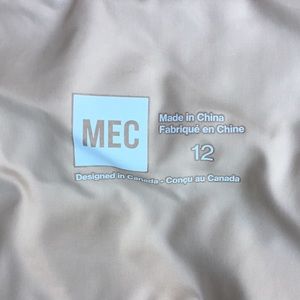 MEC
Made in China
Fabriqué en Chine
12
Designed in Canada - Conçu au Canada